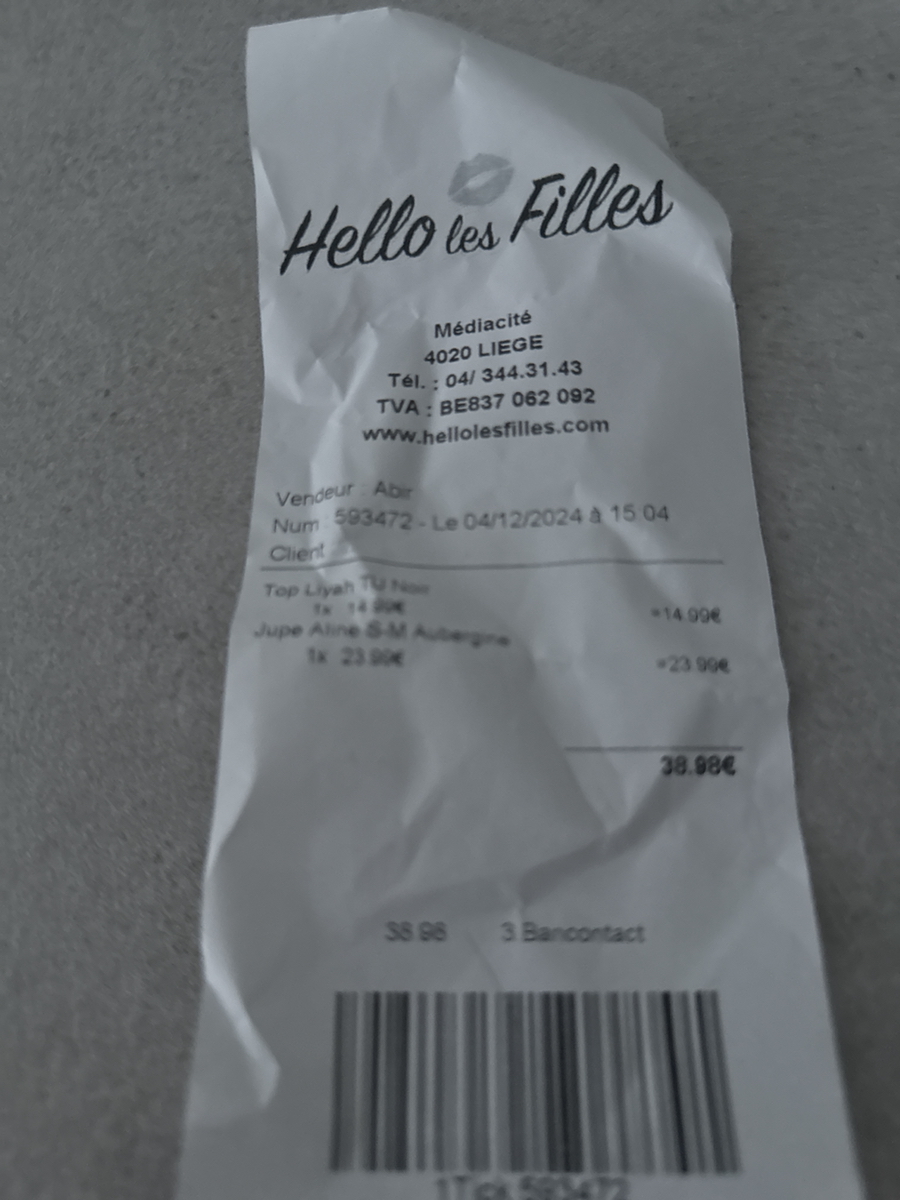 Hello les Filles
Médiacité
4020 LIEGE
Tél. : 04/ 344.31.43
TVA : BE837 062 092
www.hellolesfilles.com
Vendeur : Abir
Num : 593472 - Le 04/12/2024 à 15:04
Client
Top Liyah TU Noir
1x 14.99€ =14.99€
Jupe Aline S-M Aubergine
1x 23.99€ =23.99€
38.98€
38.98 3 Bancontact
1Tick 593472